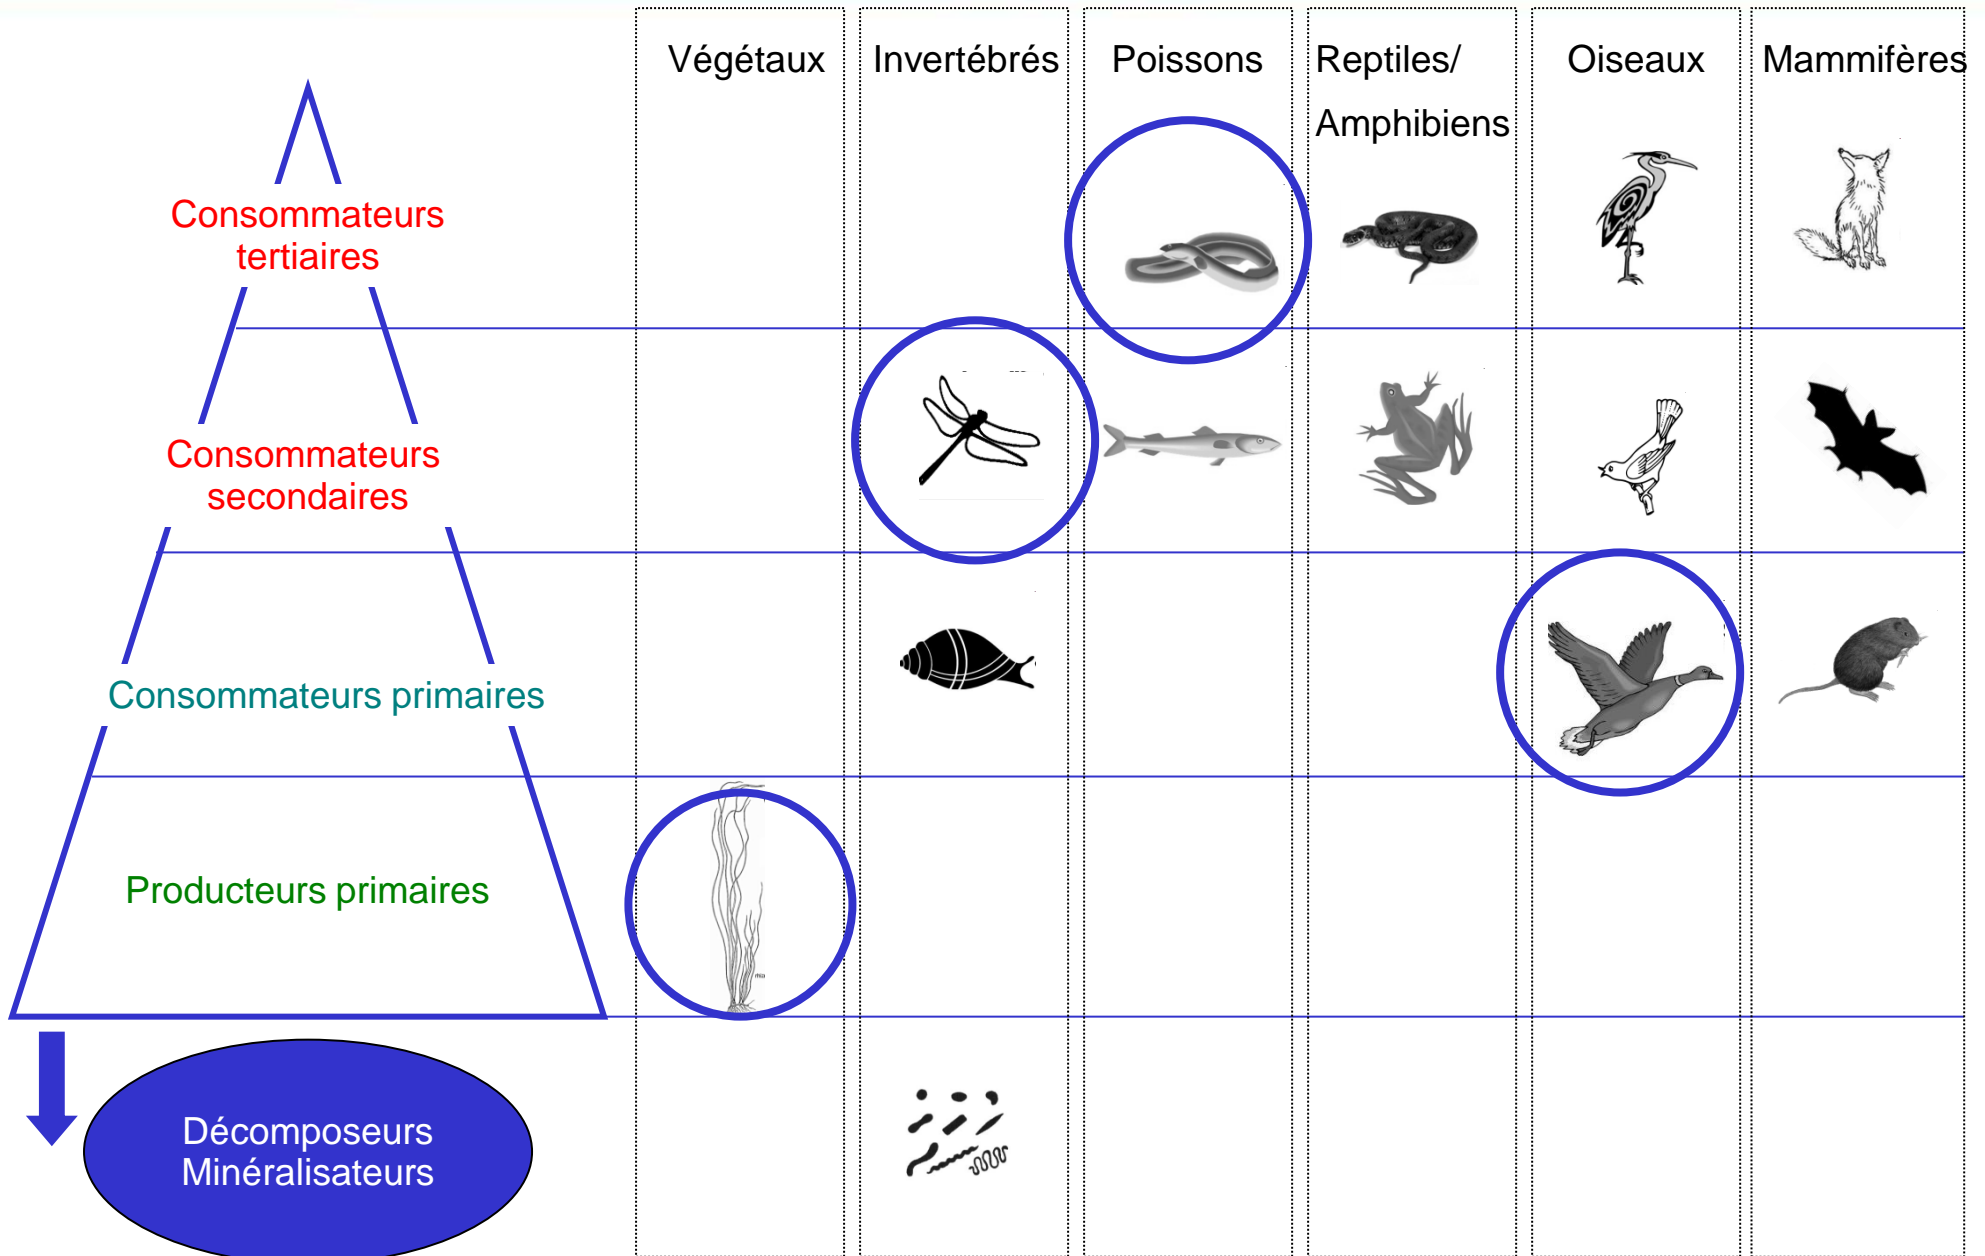 Végétaux
Invertébrés
Poissons
Reptiles/
Amphibiens
Oiseaux
Mammifères
Consommateurs
tertiaires
Consommateurs
secondaires
Consommateurs primaires
Producteurs primaires
Décomposeurs
Minéralisateurs